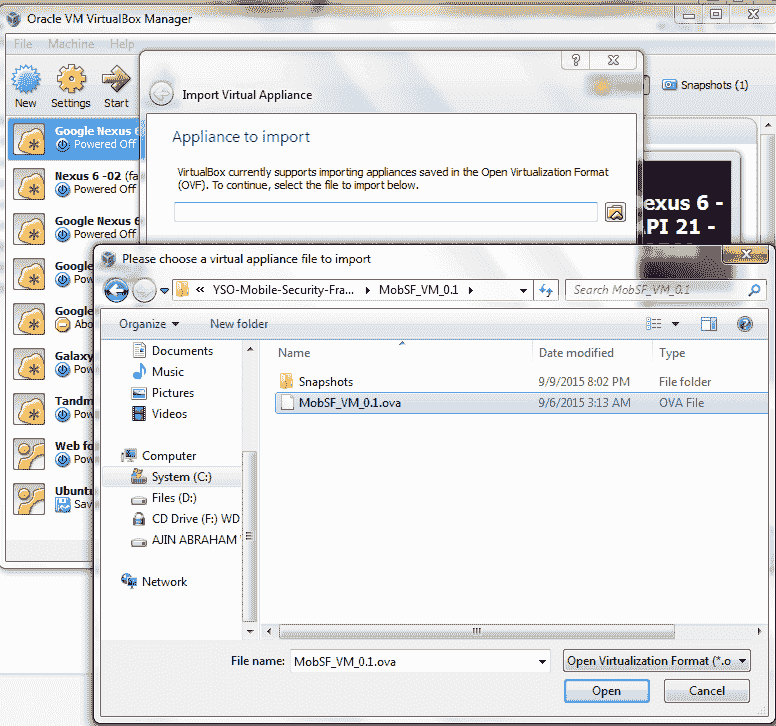 Oracle VM VirtualBox Manager
File Machine Help
New Settings Start
Snapshots (1)
Google Nexus 6
Powered Off
Nexus 6 -02 (fa
Powered Off
Google Nexus 6
Powered Off
Googl
Pow
Googl
Abo
Galaxy
Pow
Tandm
Pow
Web fo
Pow
Ubunt
Sav
exus 6 -
PI 21 -
Import Virtual Appliance
Appliance to import
VirtualBox currently supports importing appliances saved in the Open Virtualization Format
(OVF). To continue, select the file to import below.
Please choose a virtual appliance file to import
« YSO-Mobile-Security-Fra... MobSF_VM_0.1
Search MobSF_VM_0.1
Organize New folder
Documents
Music
Pictures
Videos
Computer
System (C:)
Files (D:)
CD Drive (F:) WD
AJIN ABRAHAM
Network
Name Date modified Type
Snapshots 9/9/2015 8:02 PM File folder
MobSF_VM_0.1.ova 9/6/2015 3:13 AM OVA File
File name: MobSF_VM_0.1.ova
Open Virtualization Format (*.o
Open Cancel